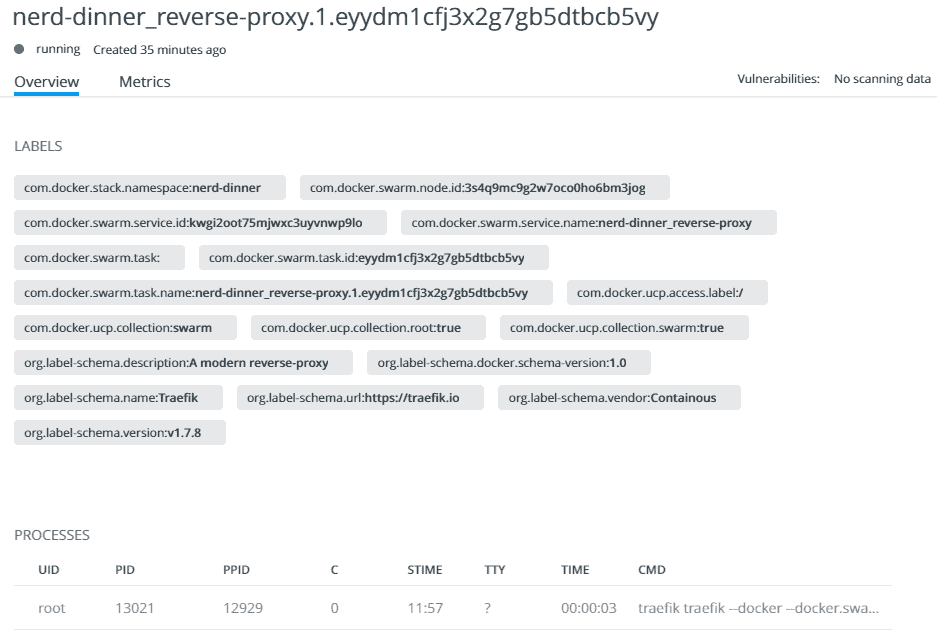 nerd-dinner_reverse-proxy.1.eyydm1cfj3x2g7gb5dtbcb5vy
running Created 35 minutes ago
Overview Metrics Vulnerabilities: No scanning data
LABELS
com.docker.stack.namespace:nerd-dinner com.docker.swarm.node.id:3s4q9mc9g2w7oco0ho6bm3jog
com.docker.swarm.service.id:kwgi2oot75mjwxc3uyvnwp9lo com.docker.swarm.service.name:nerd-dinner_reverse-proxy
com.docker.swarm.task: com.docker.swarm.task.id:eyydm1cfj3x2g7gb5dtbcb5vy
com.docker.swarm.task.name:nerd-dinner_reverse-proxy.1.eyydm1cfj3x2g7gb5dtbcb5vy com.docker.ucp.access.label:/
com.docker.ucp.collection:swarm com.docker.ucp.collection.root:true com.docker.ucp.collection.swarm:true
org.label-schema.description:A modern reverse-proxy org.label-schema.docker.schema-version:1.0
org.label-schema.name:Traefik org.label-schema.url:https://traefik.io org.label-schema.vendor:Containous
org.label-schema.version:v1.7.8
PROCESSES
UID PID PPID C STIME TTY TIME CMD
root 13021 12929 0 11:57 ? 00:00:03 traefik traefik --docker --docker.swa...